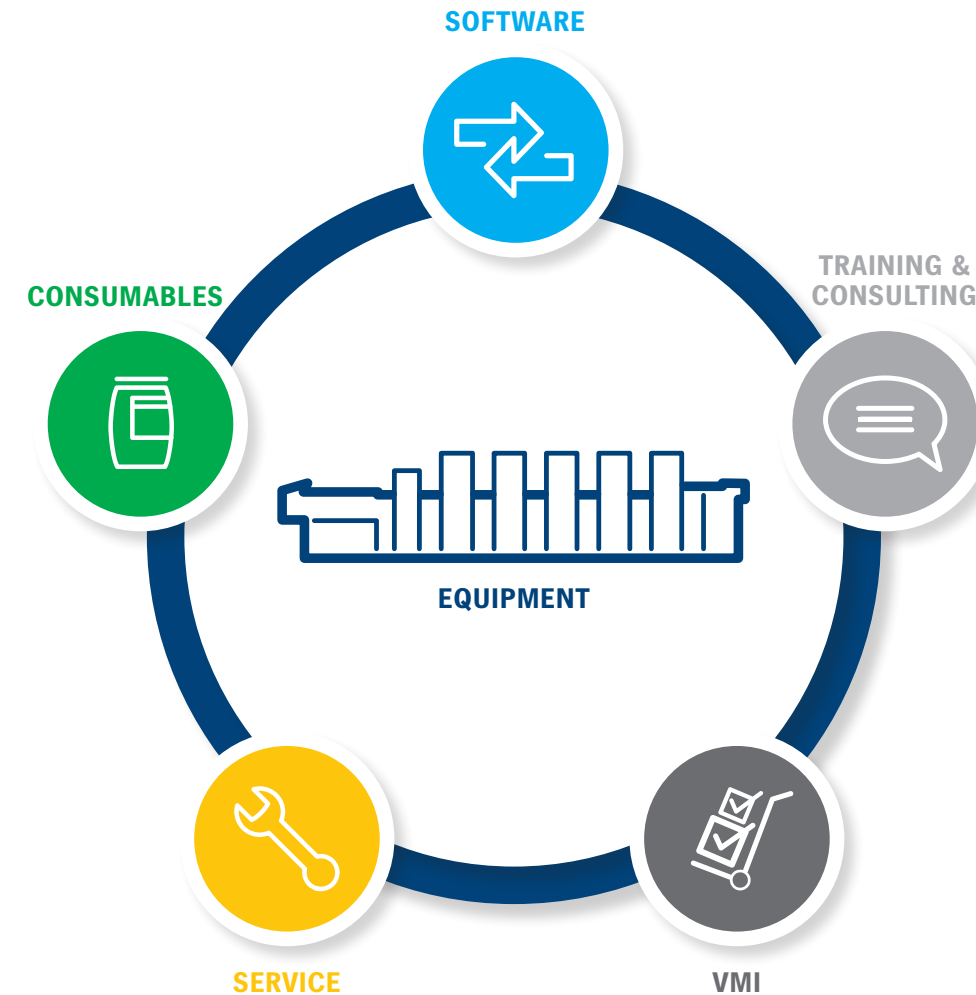 SOFTWARE
TRAINING &
CONSULTING
CONSUMABLES
EQUIPMENT
SERVICE
VMI